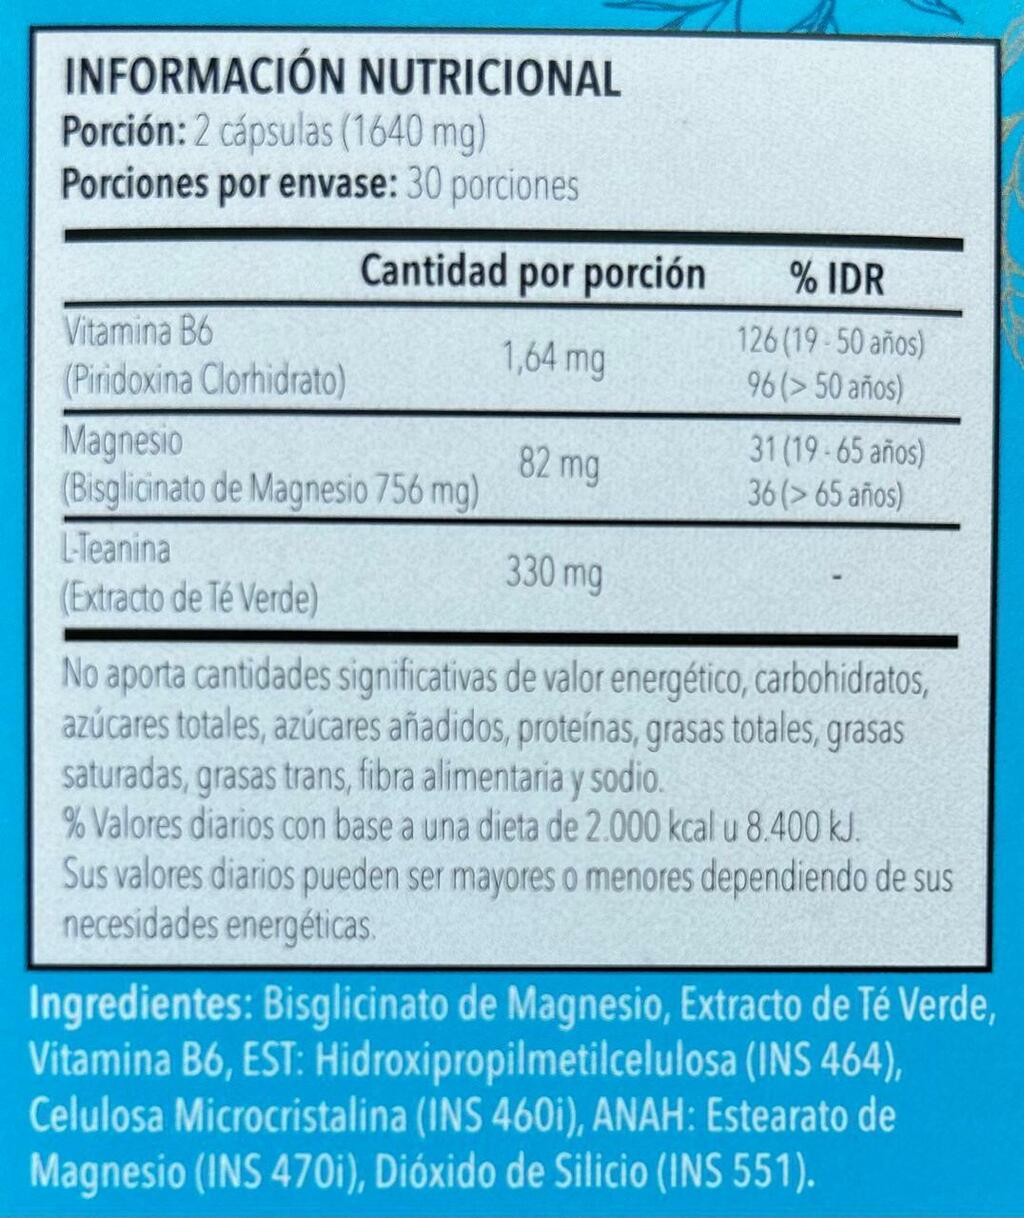 INFORMACIÓN NUTRICIONAL
Porción: 2 cápsulas (1640 mg)
Porciones por envase: 30 porciones
Cantidad por porción % IDR
Vitamina B6
(Piridoxina Clorhidrato)
1,64 mg
126 (19 - 50 años)
96 (> 50 años)
Magnesio
(Bisglicinato de Magnesio 756 mg)
82 mg
31 (19 - 65 años)
36 (> 65 años)
L-Teanina
(Extracto de Té Verde)
330 mg
-
No aporta cantidades significativas de valor energético, carbohidratos,
azúcares totales, azúcares añadidos, proteínas, grasas totales, grasas
saturadas, grasas trans, fibra alimentaria y sodio.
% Valores diarios con base a una dieta de 2.000 kcal u 8.400 kJ.
Sus valores diarios pueden ser mayores o menores dependiendo de sus
necesidades energéticas.
Ingredientes: Bisglicinato de Magnesio, Extracto de Té Verde,
Vitamina B6, EST: Hidroxipropilmetilcelulosa (INS 464),
Celulosa Microcristalina (INS 460i), ANAH: Estearato de
Magnesio (INS 470i), Dióxido de Silicio (INS 551).